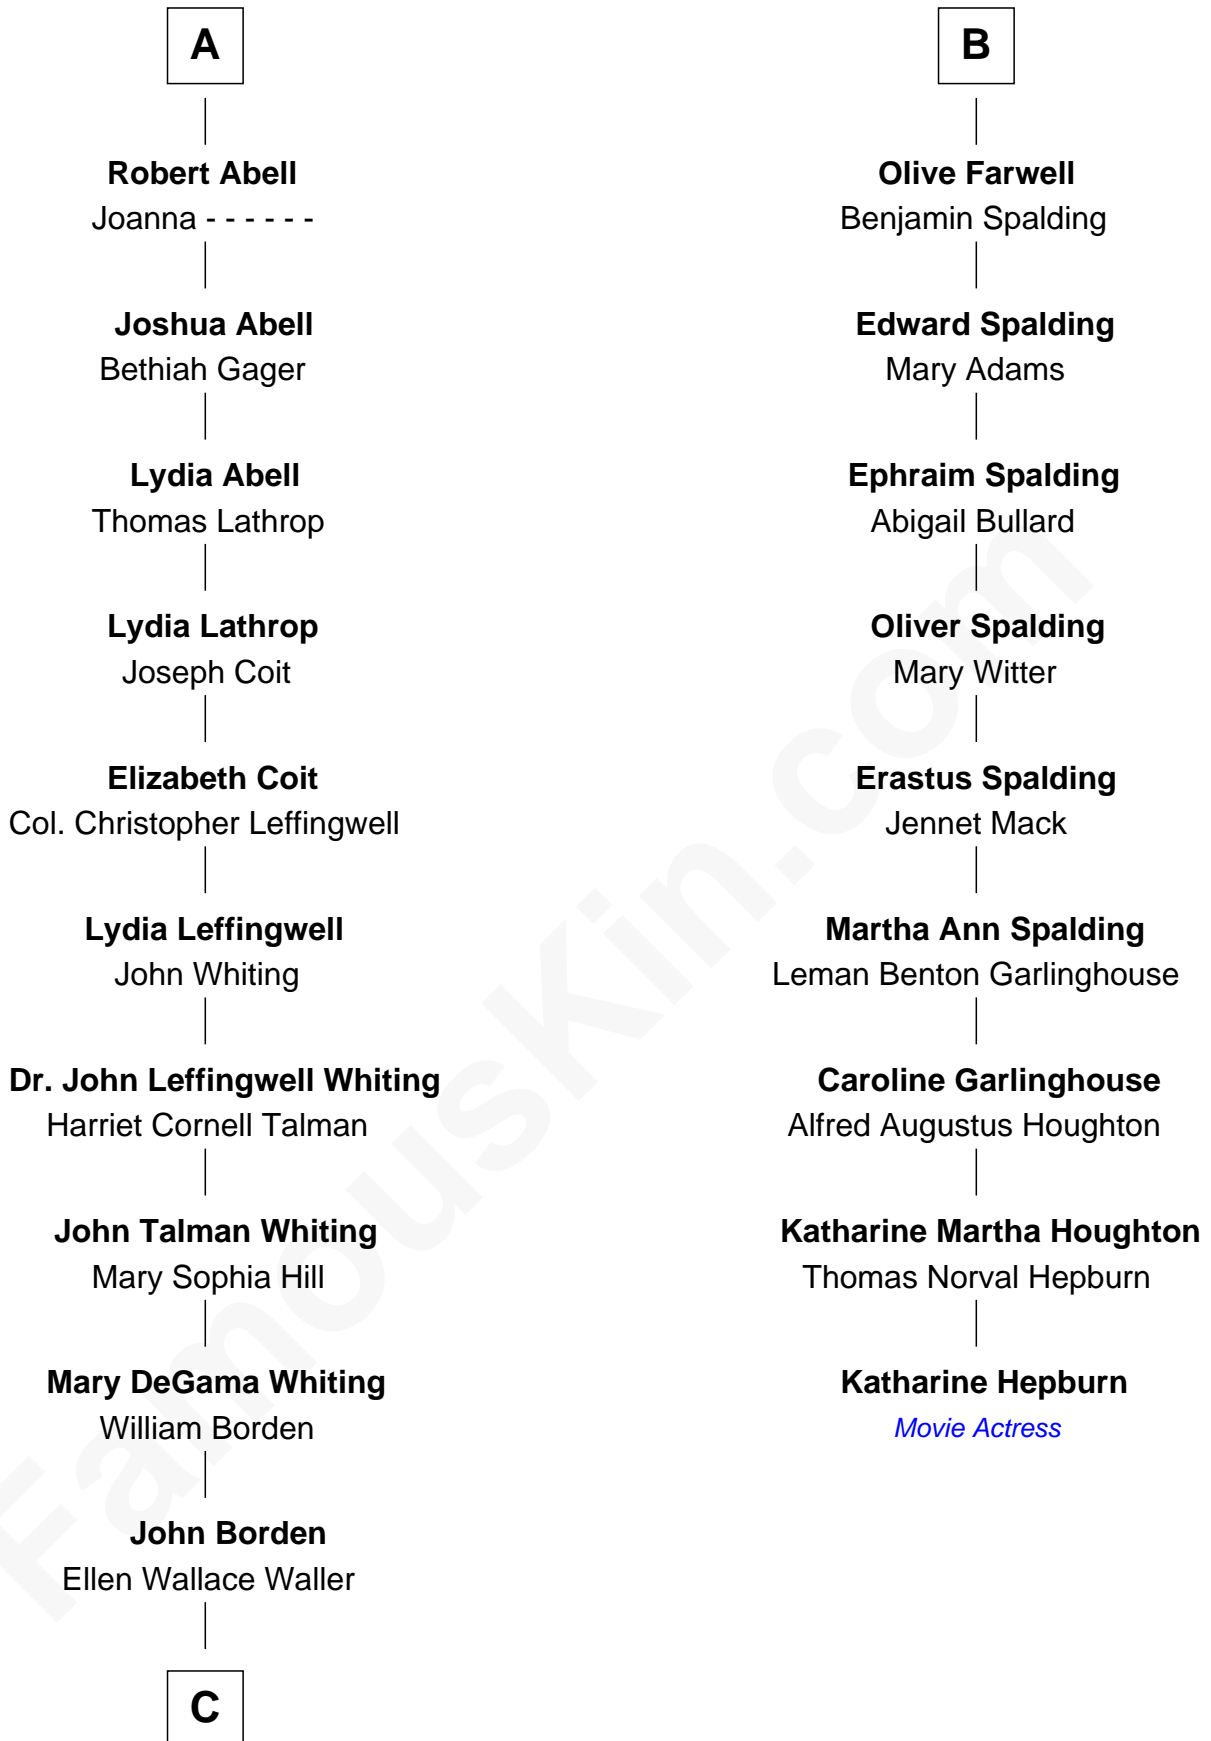 A
Robert Abell
Joanna - - - - - -
Joshua Abell
Bethiah Gager
Lydia Abell
Thomas Lathrop
Lydia Lathrop
Joseph Coit
Elizabeth Coit
Col. Christopher Leffingwell
Lydia Leffingwell
John Whiting
Dr. John Leffingwell Whiting
Harriet Cornell Talman
John Talman Whiting
Mary Sophia Hill
Mary DeGama Whiting
William Borden
John Borden
Ellen Wallace Waller
C
B
Olive Farwell
Benjamin Spalding
Edward Spalding
Mary Adams
Ephraim Spalding
Abigail Bullard
Oliver Spalding
Mary Witter
Erastus Spalding
Jennet Mack
Martha Ann Spalding
Leman Benton Garlinghouse
Caroline Garlinghouse
Alfred Augustus Houghton
Katharine Martha Houghton
Thomas Norval Hepburn
Katharine Hepburn
Movie Actress
FamousKin.com